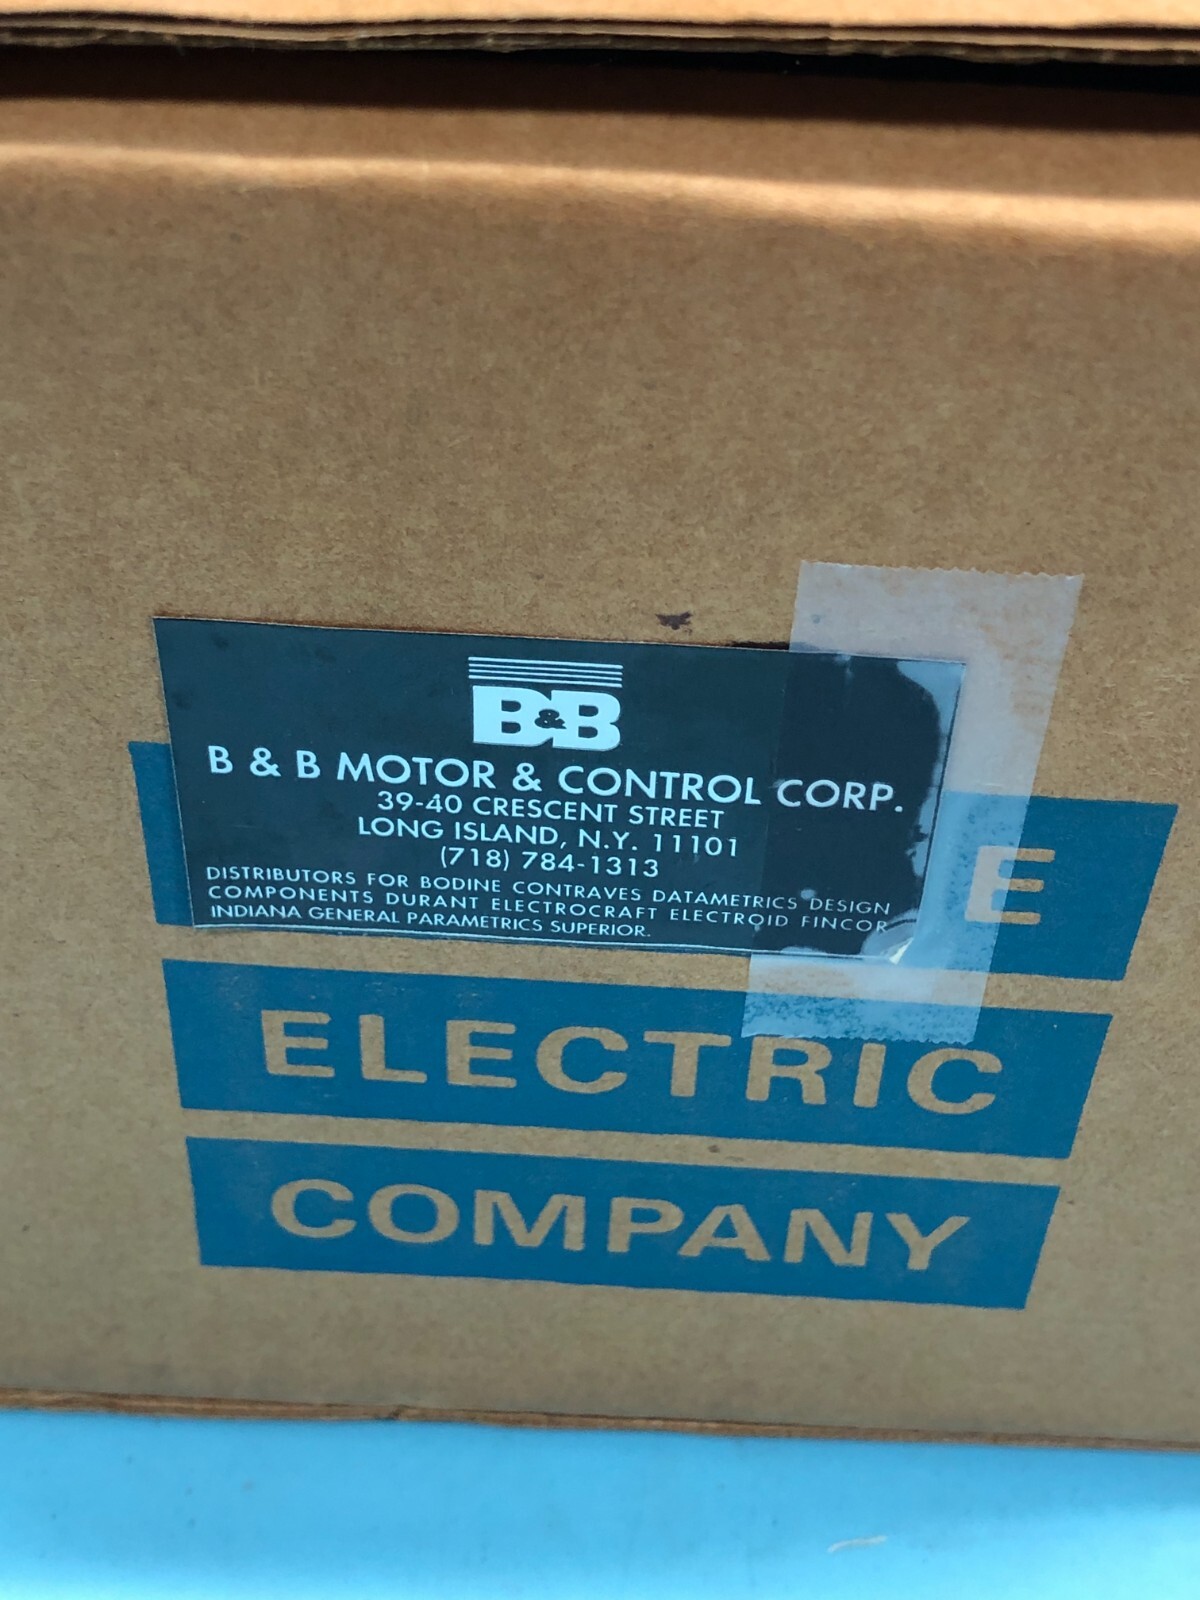 B&B
B & B MOTOR & CONTROL CORP.
39-40 CRESCENT STREET
LONG ISLAND, N.Y. 11101
(718) 784-1313
DISTRIBUTORS FOR BODINE CONTRAVES DATAMETRICS DESIGN
COMPONENTS DURANT ELECTROCRAFT ELECTROID FINCOR
INDIANA GENERAL PARAMETRICS SUPERIOR.
E
ELECTRIC
COMPANY